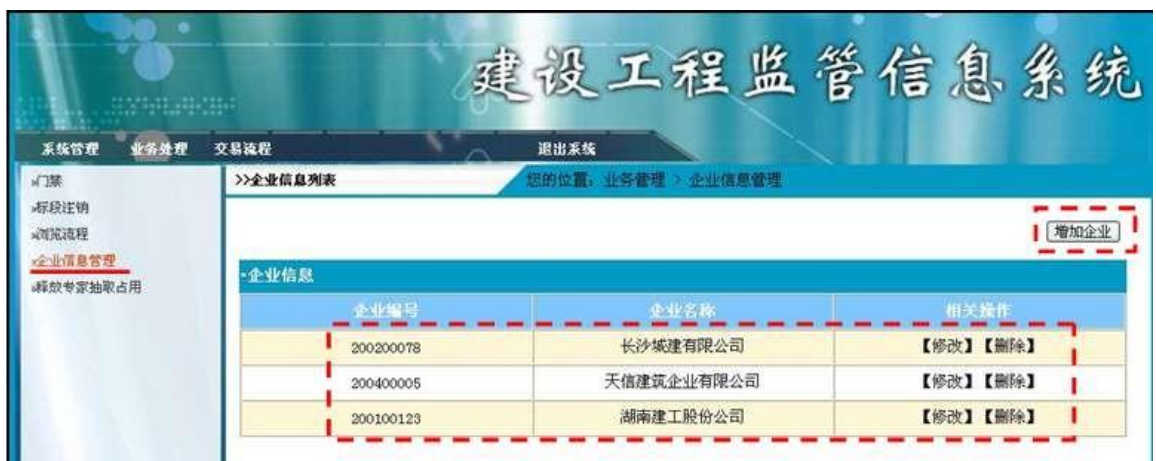 建设工程监管信息系统
系统管理 业务处理 交易流程 退出系统
»门禁
»标段注销
»浏览流程
»企业信息管理
»释放专家抽取占用
>>企业信息列表 您的位置：业务管理 > 企业信息管理
增加企业
企业信息
企业编号 企业名称 相关操作
200200078 长沙城建有限公司 【修改】【删除】
200400005 天信建筑企业有限公司 【修改】【删除】
200100123 湖南建工股份公司 【修改】【删除】